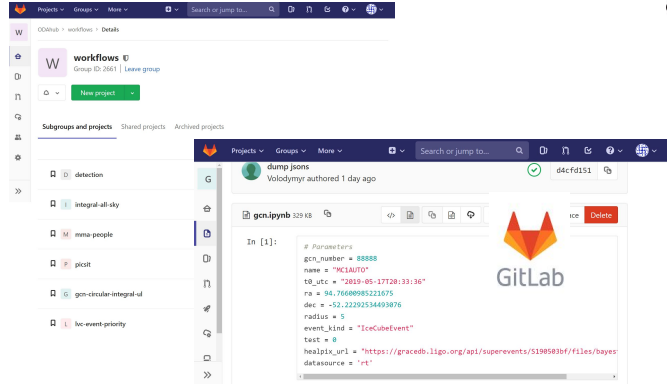 Projects Groups More Search or jump to...
ODAhub > workflows > Details
W
W
workflows
Group ID: 2661 | Leave group
New project
Subgroups and projects Shared projects Archived projects
D detection
I integral-all-sky
M mma-people
P picsit
G gcn-circular-integral-ul
L lvc-event-priority
Projects Groups More Search or jump to...
G
dump jsons
Volodymyr authored 1 day ago
d4cfd151
gcn.ipynb 329 KB
Delete
GitLab
In [1]:
# Parameters
gcn_number = 88888
name = "MC1AUTO"
t0_utc = "2019-05-17T20:33:36"
ra = 94.76600985221675
dec = -52.22292534493076
radius = 5
event_kind = "IceCubeEvent"
test = 0
healpix_url = "https://gracedb.ligo.org/api/superevents/S190503bf/files/bayes
datasource = 'rt'